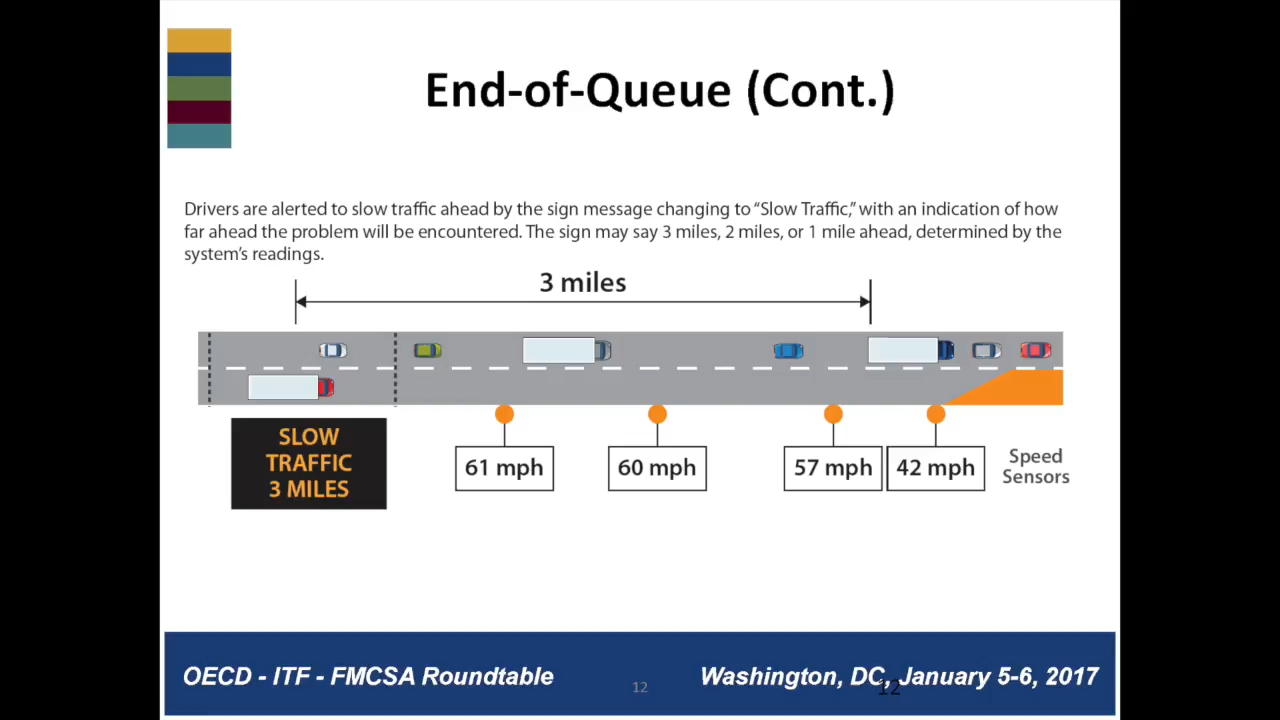 End-of-Queue (Cont.)
Drivers are alerted to slow traffic ahead by the sign message changing to “Slow Traffic,” with an indication of how
far ahead the problem will be encountered. The sign may say 3 miles, 2 miles, or 1 mile ahead, determined by the
system’s readings.
3 miles
SLOW
TRAFFIC
3 MILES
61 mph
60 mph
57 mph
42 mph
Speed
Sensors
OECD - ITF - FMCSA Roundtable
12
Washington, DC, January 5-6, 2017
12